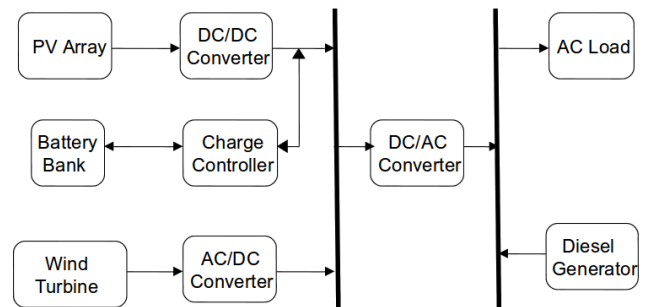 PV Array
DC/DC
Converter
AC Load
Battery
Bank
Charge
Controller
DC/AC
Converter
Wind
Turbine
AC/DC
Converter
Diesel
Generator